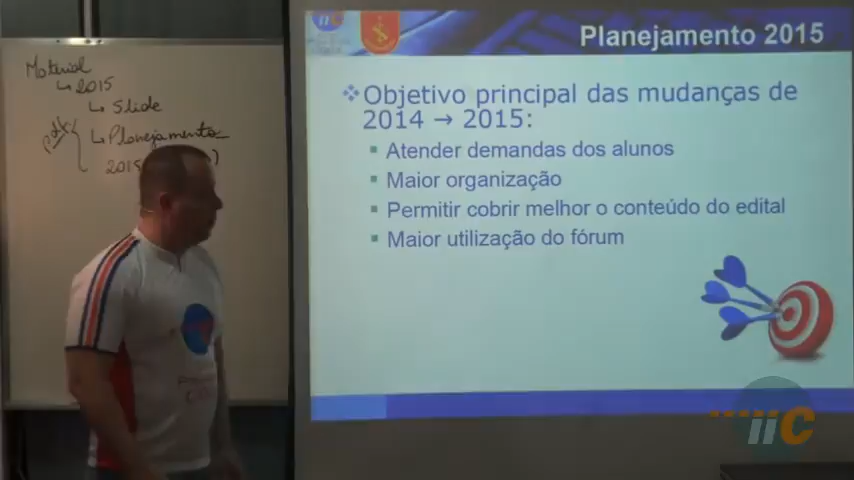 Material
↳ 2015
↳ Slide
↳ Planejamento
2015
Planejamento 2015
Objetivo principal das mudanças de
2014 → 2015:
Atender demandas dos alunos
Maior organização
Permitir cobrir melhor o conteúdo do edital
Maior utilização do fórum
iiC